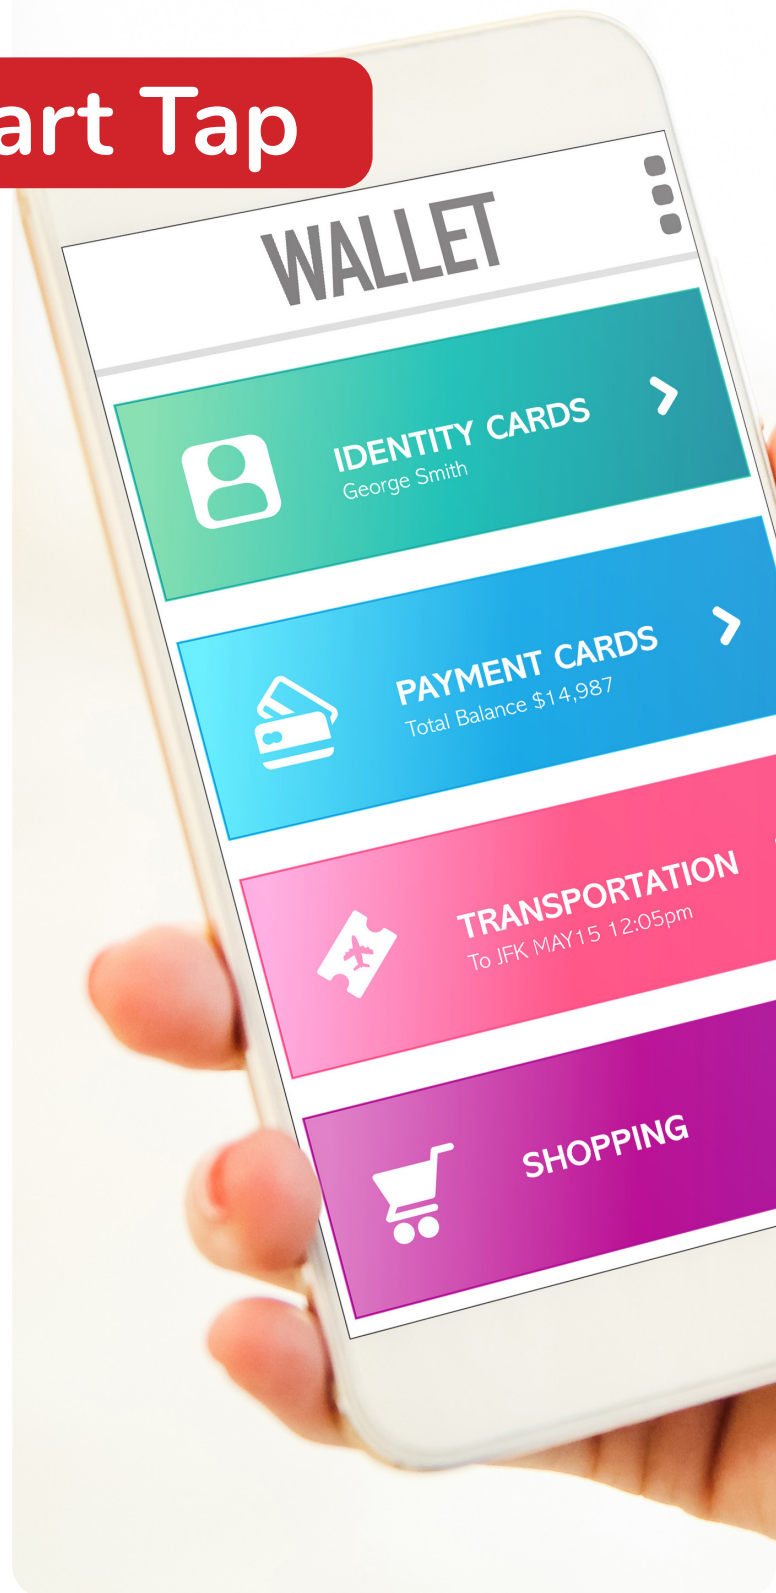 art Tap
WALLET
IDENTITY CARDS
George Smith
PAYMENT CARDS
Total Balance $14,987
TRANSPORTATION
To JFK MAY15 12:05pm
SHOPPING